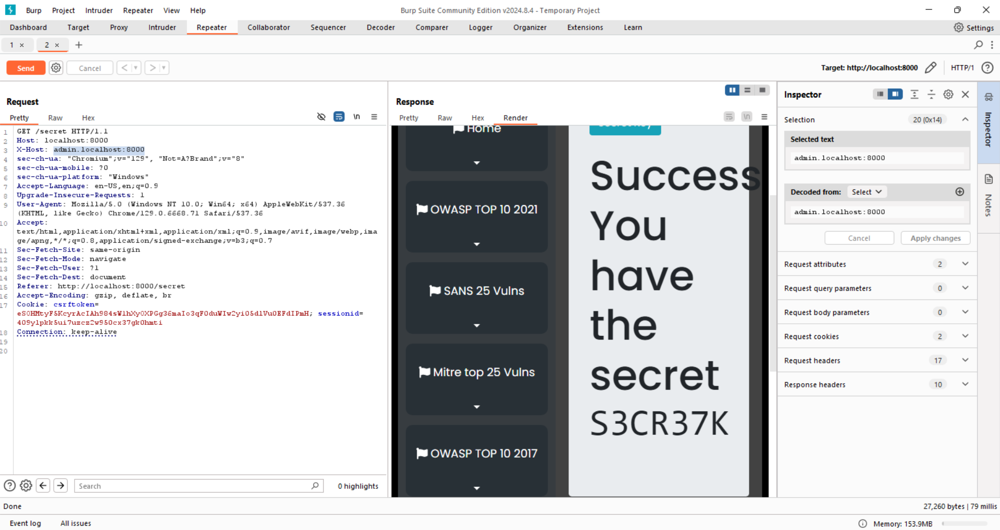 Burp Project Intruder Repeater View Help
Burp Suite Community Edition v2024.8.4 - Temporary Project
Dashboard Target Proxy Intruder Repeater Collaborator Sequencer Decoder Comparer Logger Organizer Extensions Learn
Settings
1 × 2 × +
Send Cancel < >
Target: http://localhost:8000 HTTP/1
Request
Pretty Raw Hex \n
1 GET /secret HTTP/1.1
2 Host: localhost:8000
3 X-Host: admin.localhost:8000
4 sec-ch-ua: "Chromium";v="129", "Not=A?Brand";v="8"
5 sec-ch-ua-mobile: ?0
6 sec-ch-ua-platform: "Windows"
7 Accept-Language: en-US,en;q=0.9
8 Upgrade-Insecure-Requests: 1
9 User-Agent: Mozilla/5.0 (Windows NT 10.0; Win64; x64) AppleWebKit/537.36
(KHTML, like Gecko) Chrome/129.0.6668.71 Safari/537.36
10 Accept:
text/html,application/xhtml+xml,application/xml;q=0.9,image/avif,image/webp,ima
ge/apng,*/*;q=0.8,application/signed-exchange;v=b3;q=0.7
11 Sec-Fetch-Site: same-origin
12 Sec-Fetch-Mode: navigate
13 Sec-Fetch-User: ?1
14 Sec-Fetch-Dest: document
15 Referer: http://localhost:8000/secret
16 Accept-Encoding: gzip, deflate, br
17 Cookie: csrftoken=
sessionid=
18 Connection: keep-alive
19
20
Search
0 highlights
Response
Pretty Raw Hex Render \n
Home
OWASP TOP 10 2021
SANS 25 Vulns
Mitre top 25 Vulns
OWASP TOP 10 2017
Success
You
have
the
secret
S3CR37K
Inspector
Selection 20 (0x14)
Selected text
admin.localhost:8000
Decoded from: Select
admin.localhost:8000
Cancel Apply changes
Request attributes 2
Request query parameters 0
Request body parameters 0
Request cookies 2
Request headers 17
Response headers 10
Inspector
Notes
Done
27,260 bytes | 79 millis
Event log All issues
Memory: 153.9MB